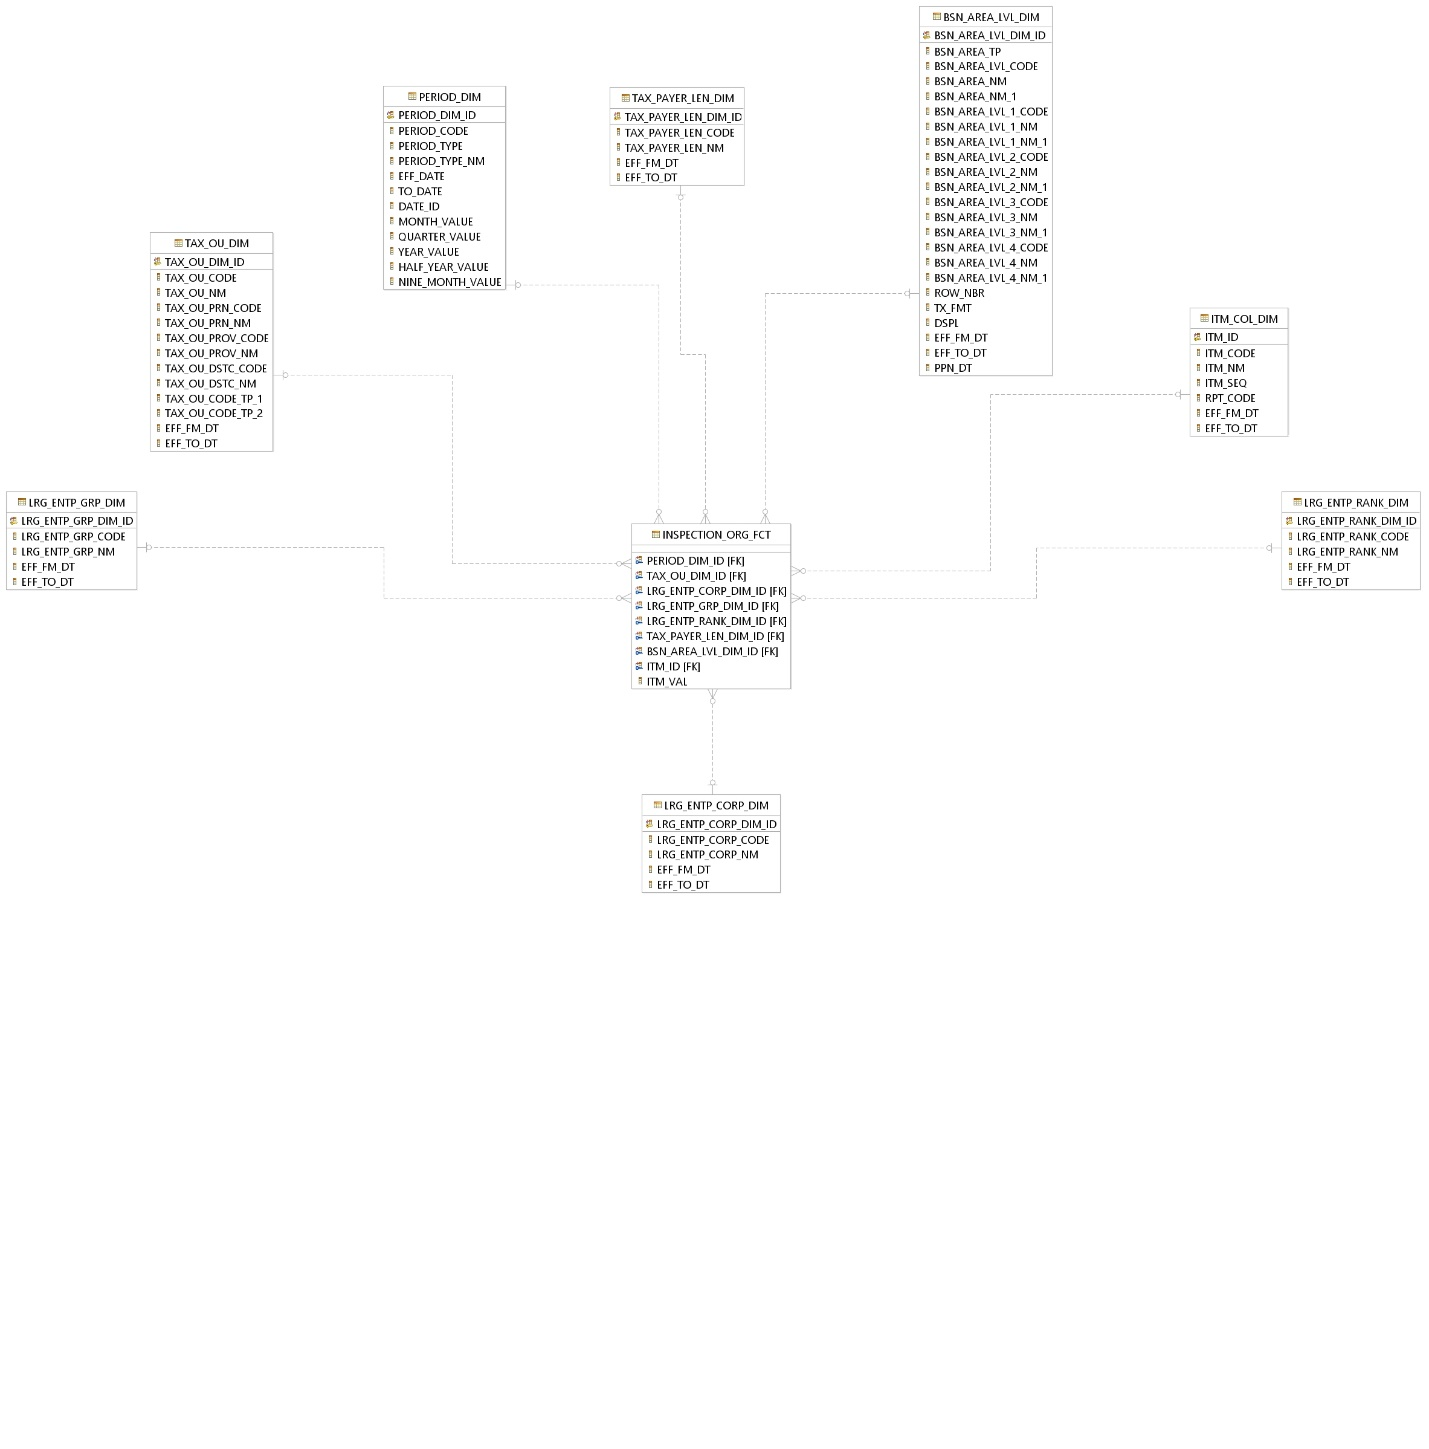 BSN_AREA_LVL_DIM
BSN_AREA_LVL_DIM_ID
BSN_AREA_TP
BSN_AREA_LVL_CODE
BSN_AREA_NM
BSN_AREA_NM_1
BSN_AREA_LVL_1_CODE
BSN_AREA_LVL_1_NM
BSN_AREA_LVL_1_NM_1
BSN_AREA_LVL_2_CODE
BSN_AREA_LVL_2_NM
BSN_AREA_LVL_2_NM_1
BSN_AREA_LVL_3_CODE
BSN_AREA_LVL_3_NM
BSN_AREA_LVL_3_NM_1
BSN_AREA_LVL_4_CODE
BSN_AREA_LVL_4_NM
BSN_AREA_LVL_4_NM_1
ROW_NBR
TX_FMT
DSPL
EFF_FM_DT
EFF_TO_DT
PPN_DT
PERIOD_DIM
PERIOD_DIM_ID
PERIOD_CODE
PERIOD_TYPE
PERIOD_TYPE_NM
EFF_DATE
TO_DATE
DATE_ID
MONTH_VALUE
QUARTER_VALUE
YEAR_VALUE
HALF_YEAR_VALUE
NINE_MONTH_VALUE
TAX_PAYER_LEN_DIM
TAX_PAYER_LEN_DIM_ID
TAX_PAYER_LEN_CODE
TAX_PAYER_LEN_NM
EFF_FM_DT
EFF_TO_DT
TAX_OU_DIM
TAX_OU_DIM_ID
TAX_OU_CODE
TAX_OU_NM
TAX_OU_PRN_CODE
TAX_OU_PRN_NM
TAX_OU_PROV_CODE
TAX_OU_PROV_NM
TAX_OU_DSTC_CODE
TAX_OU_DSTC_NM
TAX_OU_CODE_TP_1
TAX_OU_CODE_TP_2
EFF_FM_DT
EFF_TO_DT
ITM_COL_DIM
ITM_ID
ITM_CODE
ITM_NM
ITM_SEQ
RPT_CODE
EFF_FM_DT
EFF_TO_DT
LRG_ENTP_GRP_DIM
LRG_ENTP_GRP_DIM_ID
LRG_ENTP_GRP_CODE
LRG_ENTP_GRP_NM
EFF_FM_DT
EFF_TO_DT
LRG_ENTP_RANK_DIM
LRG_ENTP_RANK_DIM_ID
LRG_ENTP_RANK_CODE
LRG_ENTP_RANK_NM
EFF_FM_DT
EFF_TO_DT
INSPECTION_ORG_FCT
PERIOD_DIM_ID [FK]
TAX_OU_DIM_ID [FK]
LRG_ENTP_CORP_DIM_ID [FK]
LRG_ENTP_GRP_DIM_ID [FK]
LRG_ENTP_RANK_DIM_ID [FK]
TAX_PAYER_LEN_DIM_ID [FK]
BSN_AREA_LVL_DIM_ID [FK]
ITM_ID [FK]
ITM_VAL
LRG_ENTP_CORP_DIM
LRG_ENTP_CORP_DIM_ID
LRG_ENTP_CORP_CODE
LRG_ENTP_CORP_NM
EFF_FM_DT
EFF_TO_DT